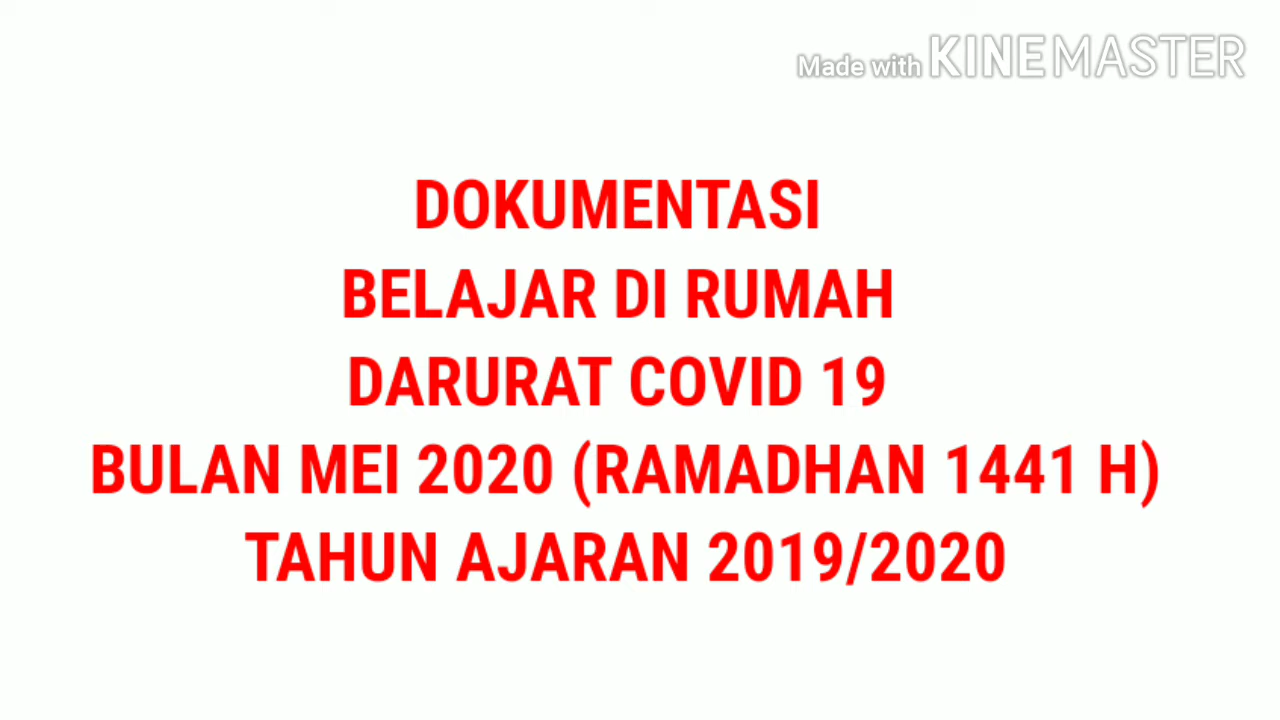 Made with KINEMASTER
DOKUMENTASI
BELAJAR DI RUMAH
DARURAT COVID 19
BULAN MEI 2020 (RAMADHAN 1441 H)
TAHUN AJARAN 2019/2020